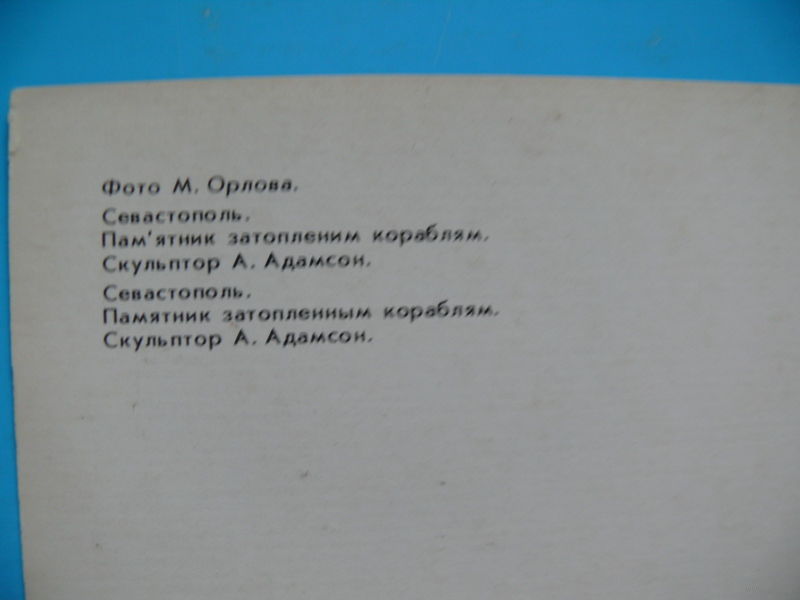 Фото М. Орлова.
Севастополь.
Пам'ятник затопленим кораблям.
Скульптор А. Адамсон.
Севастополь.
Памятник затопленным кораблям.
Скульптор А. Адамсон.